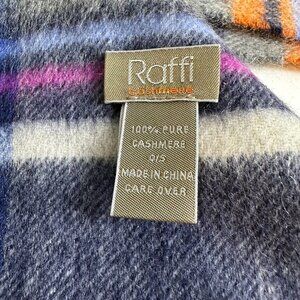 Raffi
cashmere
100% PURE
CASHMERE
O/S
MADE IN CHINA
CARE OVER